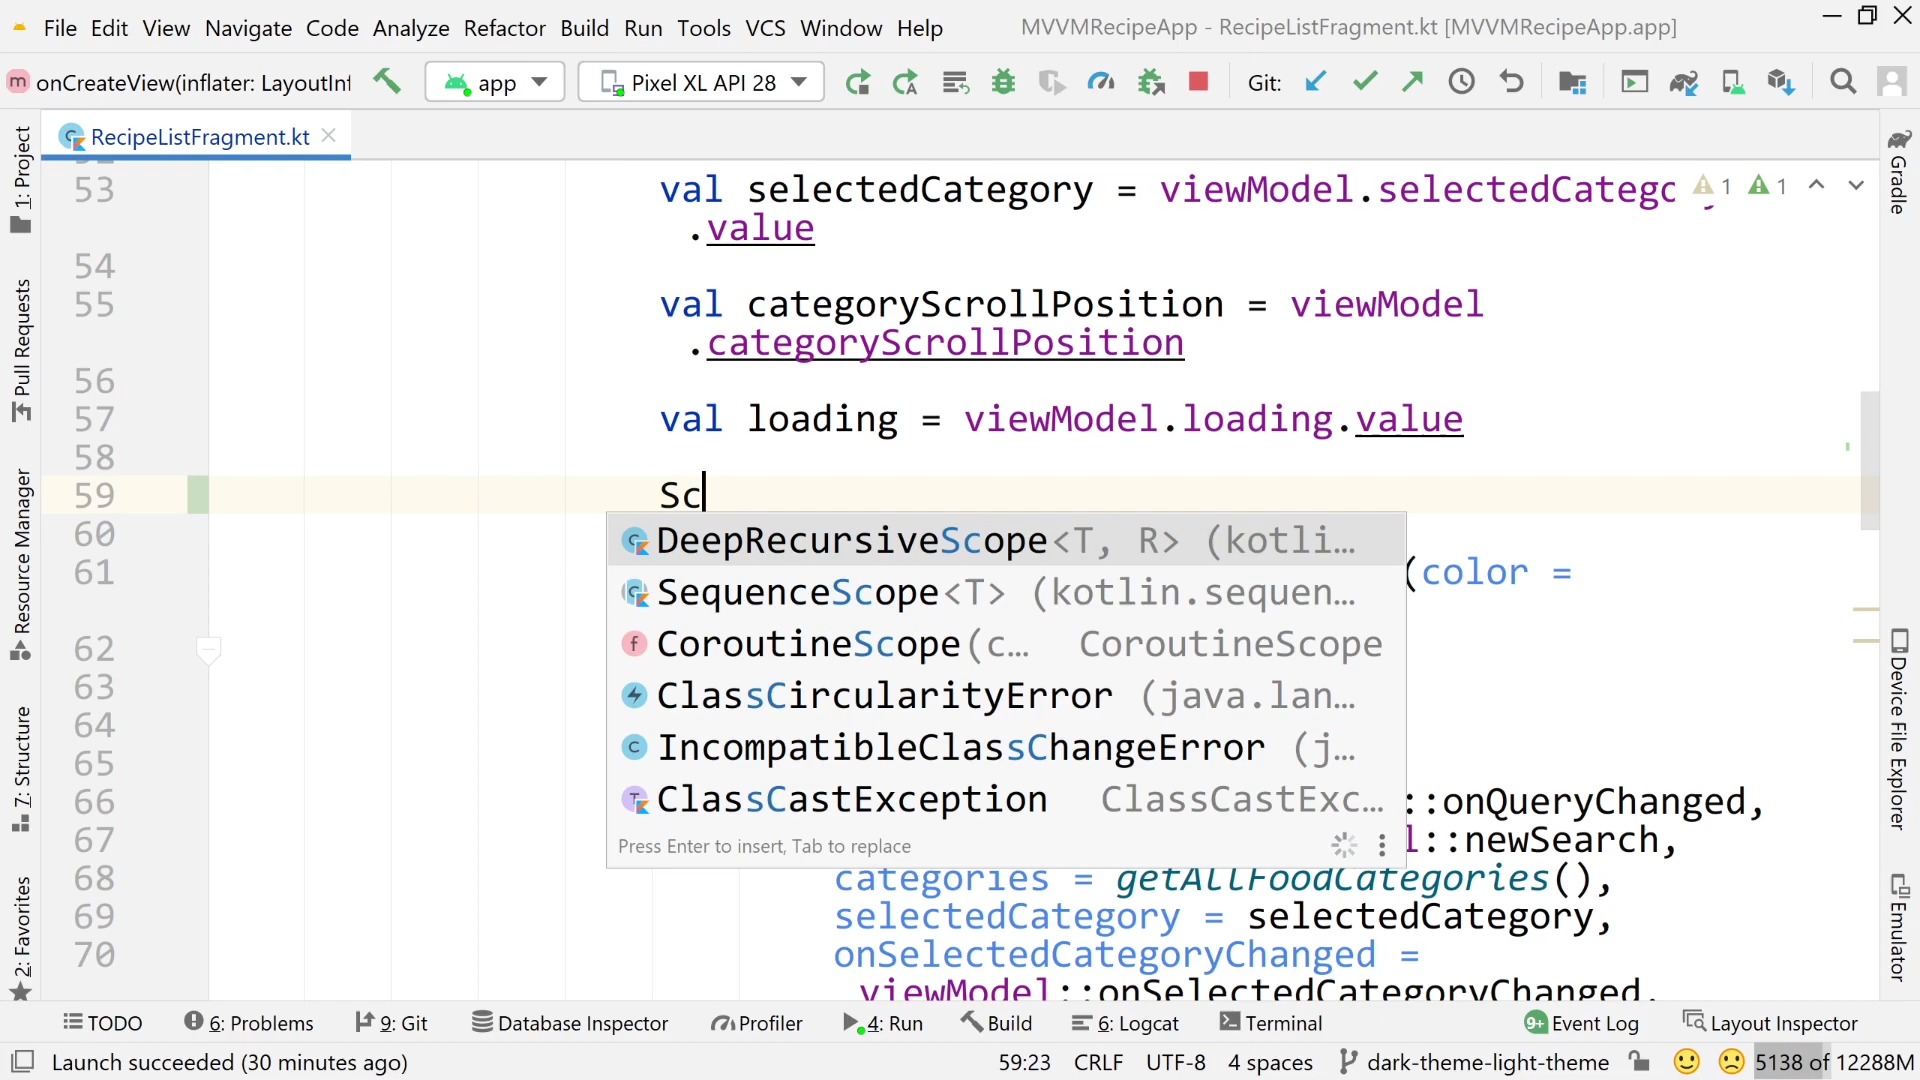 File Edit View Navigate Code Analyze Refactor Build Run Tools VCS Window Help MVVMRecipeApp - RecipeListFragment.kt [MVVMRecipeApp.app]
onCreateView(inflater: LayoutInf app Pixel XL API 28 Git:
RecipeListFragment.kt
1: Project
Pull Requests
Resource Manager
7: Structure
2: Favorites
53 val selectedCategory = viewModel.selectedCatego 1 1
.value
54
55 val categoryScrollPosition = viewModel
.categoryScrollPosition
56
57 val loading = viewModel.loading.value
58
59 Sc
60 DeepRecursiveScope<T, R> (kotli…
61 (color =
SequenceScope<T> (kotlin.sequen…
62 CoroutineScope(c… CoroutineScope
63 ClassCircularityError (java.lan…
64
65 IncompatibleClassChangeError (j…
66 ClassCastException ClassCastExc… ::onQueryChanged,
67 Press Enter to insert, Tab to replace l::newSearch,
68 categories = getAllFoodCategories(),
69 selectedCategory = selectedCategory,
70 onSelectedCategoryChanged =
viewModel::onSelectedCategoryChanged,
Gradle
Device File Explorer
Emulator
TODO 6: Problems 9: Git Database Inspector Profiler 4: Run Build 6: Logcat Terminal 9+ Event Log Layout Inspector
Launch succeeded (30 minutes ago) 59:23 CRLF UTF-8 4 spaces dark-theme-light-theme 5138 of 12288M